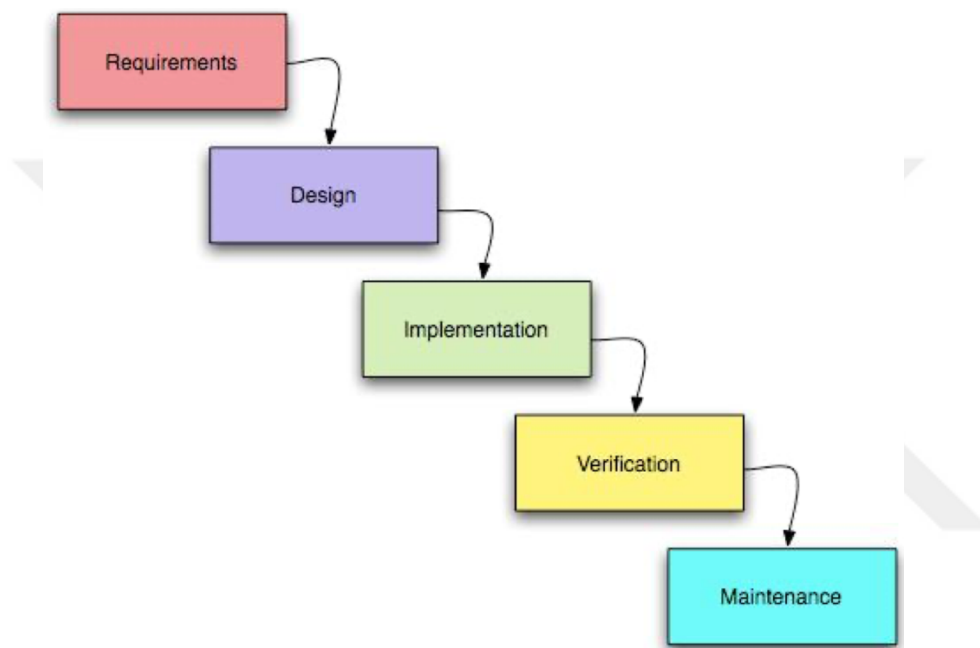 Requirements
Design
Implementation
Verification
Maintenance